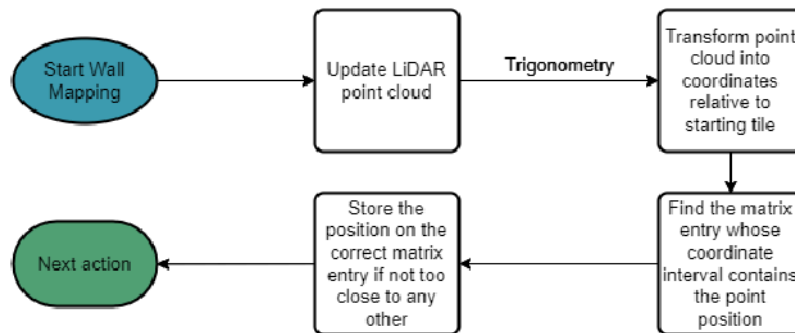 Start Wall
Mapping
Update LiDAR
point cloud
Trigonometry
Transform point
cloud into
coordinates
relative to
starting tile
Find the matrix
entry whose
coordinate
interval contains
the point
position
Store the
position on the
correct matrix
entry if not too
close to any
other
Next action